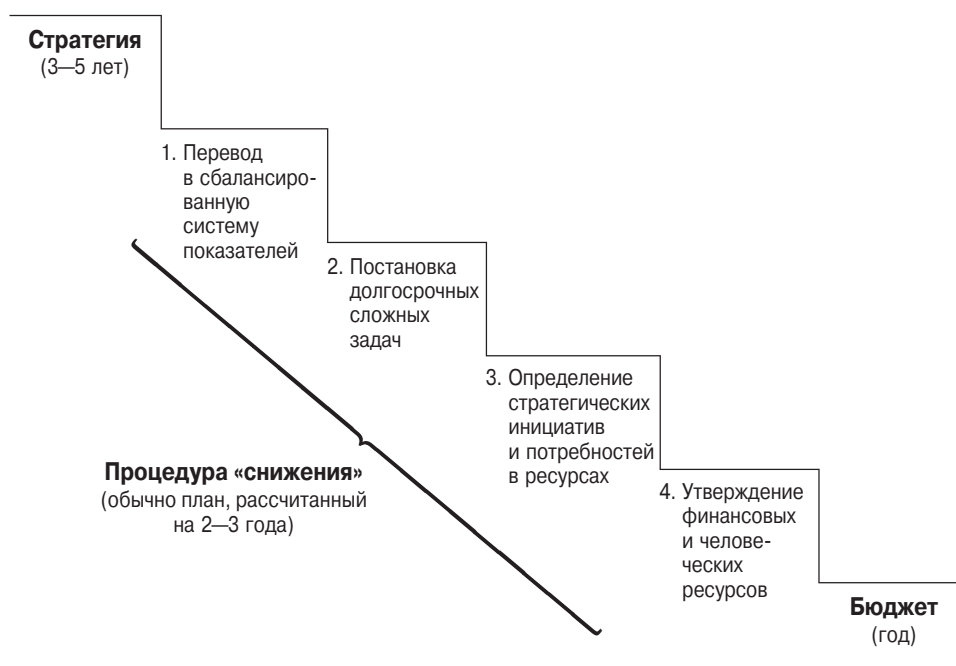 Стратегия
(3—5 лет)
1. Перевод
в сбалансиро-
ванную
систему
показателей
2. Постановка
долгосрочных
сложных
задач
3. Определение
стратегических
инициатив
и потребностей
в ресурсах
Процедура «снижения»
(обычно план, рассчитанный
на 2—3 года)
4. Утверждение
финансовых
и челове-
ческих
ресурсов
Бюджет
(год)